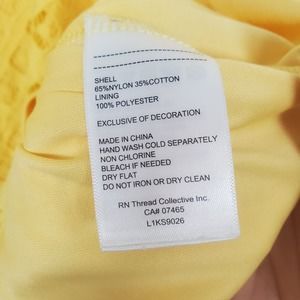 SHELL
65%NYLON 35%COTTON
LINING
100% POLYESTER
EXCLUSIVE OF DECORATION
MADE IN CHINA
HAND WASH COLD SEPARATELY
NON CHLORINE
BLEACH IF NEEDED
DRY FLAT
DO NOT IRON OR DRY CLEAN
RN Thread Collective Inc.
CA# 07465
L1KS9026